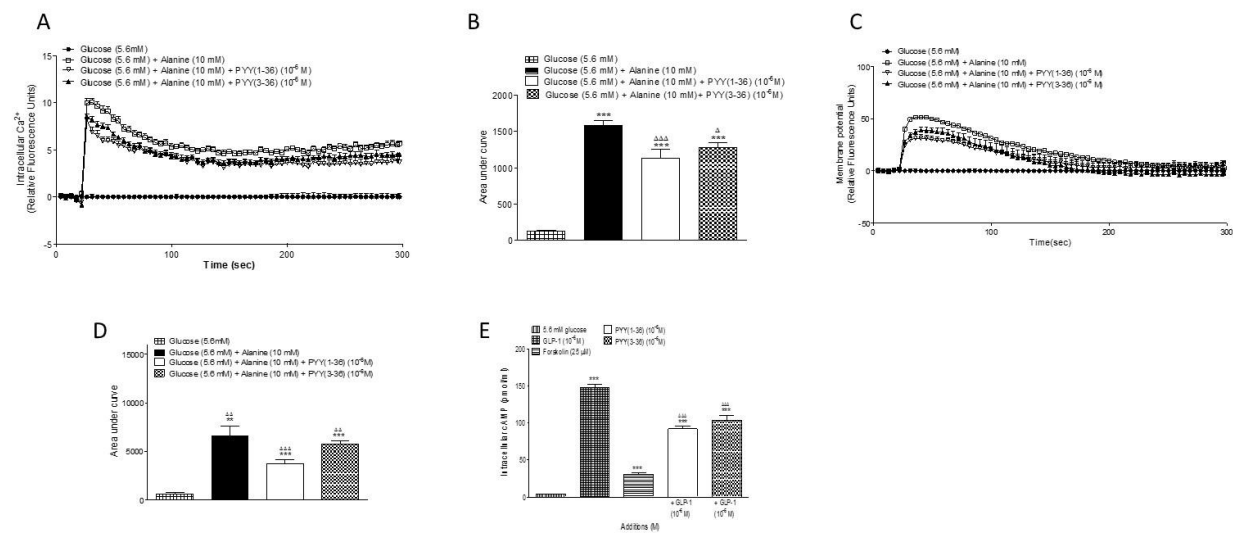 A
Glucose (5.6mM)
Glucose (5.6 mM) + Alanine (10 mM)
Glucose (5.6 mM) + Alanine (10 mM) + PYY(1-36) (10⁻⁶ M)
Glucose (5.6 mM) + Alanine (10 mM) + PYY(3-36) (10⁻⁶ M)
Intracellular Ca²⁺
(Relative Fluorescence Units)
15
10
5
0
-5
0
100
200
300
Time (sec)
B
Glucose (5.6 mM)
Glucose (5.6 mM) + Alanine (10 mM)
Glucose (5.6 mM) + Alanine (10 mM) + PYY(1-36) (10⁻⁶M)
Glucose (5.6 mM) + Alanine (10 mM)+ PYY(3-36) (10⁻⁶M)
Area under curve
2000
1500
1000
500
0
***
ΔΔΔ
***
Δ
***
C
Glucose (5.6 mM)
Glucose (5.6 mM) + Alanine (10 mM)
Glucose (5.6 mM) + Alanine (10 mM) + PYY(1-36) (10⁻⁶ M)
Glucose (5.6 mM) + Alanine (10 mM) + PYY(3-36) (10⁻⁶ M)
Membrane potential
(Relative Fluorescence Units)
100
50
0
-50
0
100
200
300
Time(sec)
D
Glucose (5.6mM)
Glucose (5.6 mM) + Alanine (10 mM)
Glucose (5.6 mM) + Alanine (10 mM) + PYY(1-36) (10⁻⁶M)
Glucose (5.6 mM) + Alanine (10 mM) + PYY(3-36) (10⁻⁶M)
Area under curve
15000
10000
5000
0
ΔΔ
**
ΔΔΔ
***
ΔΔ
***
E
5.6 mM glucose
PYY(1-36) (10⁻⁶M)
GLP-1 (10⁻⁶M)
PYY(3-36) (10⁻⁶M)
Forskolin (25 µM)
Intracellular cAMP (pmol/ml)
200
150
100
50
0
***
***
ΔΔΔ
***
***
+ GLP-1
(10⁻⁶ M)
+ GLP-1
(10⁻⁶ M)
Additions (M)